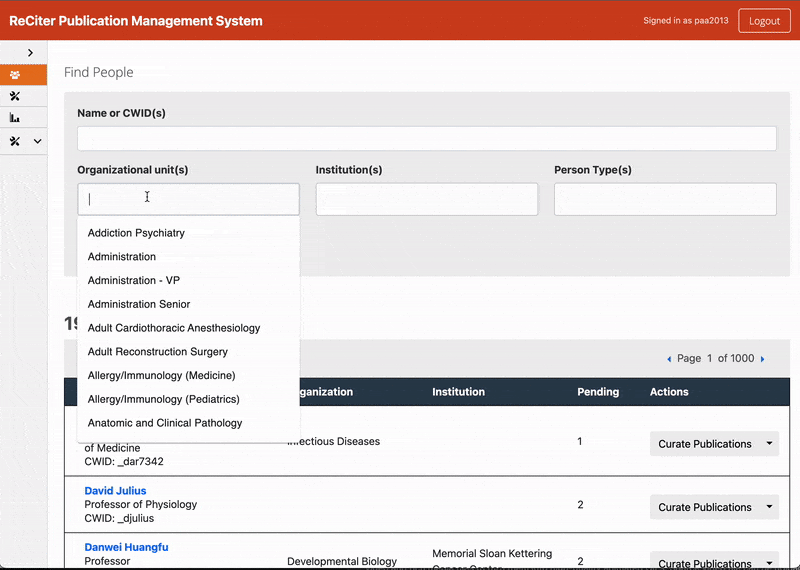 ReCiter Publication Management System
Signed in as paa2013
Logout
Find People
Name or CWID(s)
Organizational unit(s)
Institution(s)
Person Type(s)
Addiction Psychiatry
Administration
Administration - VP
Administration Senior
Adult Cardiothoracic Anesthesiology
Adult Reconstruction Surgery
Allergy/Immunology (Medicine)
Allergy/Immunology (Pediatrics)
Anatomic and Clinical Pathology
Page 1 of 1000
Institution
Pending
Actions
Diseases
1
Curate Publications
of Medicine
CWID: _dar7342
David Julius
Professor of Physiology
CWID: _djulius
2
Curate Publications
Danwei Huangfu
Professor
Developmental Biology
Memorial Sloan Kettering
2
Curate Publications